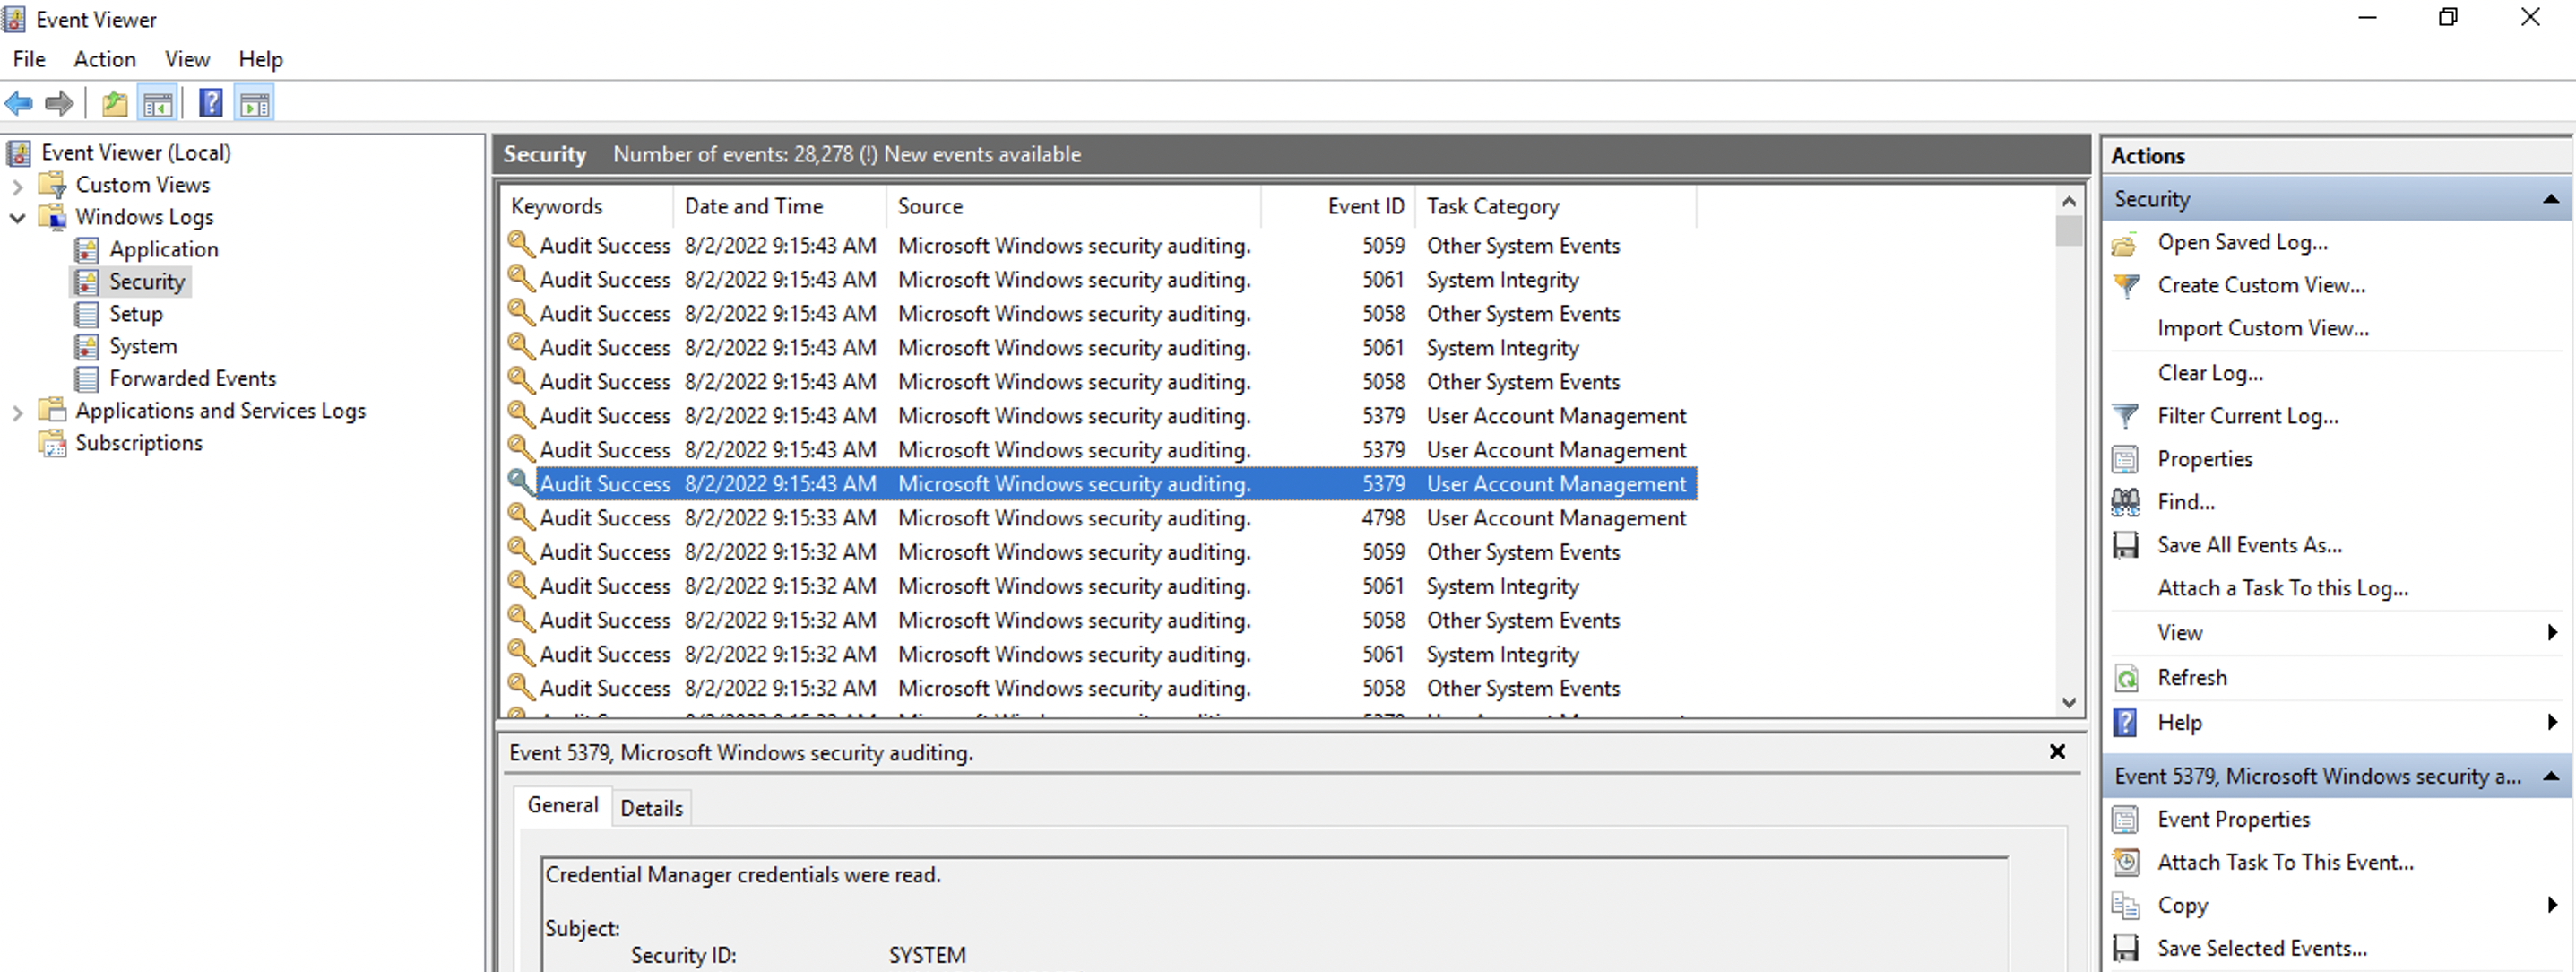 Event Viewer
File Action View Help
Event Viewer (Local)
Custom Views
Windows Logs
Application
Security
Setup
System
Forwarded Events
Applications and Services Logs
Subscriptions
Security Number of events: 28,278 (!) New events available
Keywords Date and Time Source Event ID Task Category
Audit Success 8/2/2022 9:15:43 AM Microsoft Windows security auditing. 5059 Other System Events
Audit Success 8/2/2022 9:15:43 AM Microsoft Windows security auditing. 5061 System Integrity
Audit Success 8/2/2022 9:15:43 AM Microsoft Windows security auditing. 5058 Other System Events
Audit Success 8/2/2022 9:15:43 AM Microsoft Windows security auditing. 5061 System Integrity
Audit Success 8/2/2022 9:15:43 AM Microsoft Windows security auditing. 5058 Other System Events
Audit Success 8/2/2022 9:15:43 AM Microsoft Windows security auditing. 5379 User Account Management
Audit Success 8/2/2022 9:15:43 AM Microsoft Windows security auditing. 5379 User Account Management
Audit Success 8/2/2022 9:15:43 AM Microsoft Windows security auditing. 5379 User Account Management
Audit Success 8/2/2022 9:15:33 AM Microsoft Windows security auditing. 4798 User Account Management
Audit Success 8/2/2022 9:15:32 AM Microsoft Windows security auditing. 5059 Other System Events
Audit Success 8/2/2022 9:15:32 AM Microsoft Windows security auditing. 5061 System Integrity
Audit Success 8/2/2022 9:15:32 AM Microsoft Windows security auditing. 5058 Other System Events
Audit Success 8/2/2022 9:15:32 AM Microsoft Windows security auditing. 5061 System Integrity
Audit Success 8/2/2022 9:15:32 AM Microsoft Windows security auditing. 5058 Other System Events
Event 5379, Microsoft Windows security auditing.
General Details
Credential Manager credentials were read.
Subject:
Security ID: SYSTEM
Actions
Security
Open Saved Log...
Create Custom View...
Import Custom View...
Clear Log...
Filter Current Log...
Properties
Find...
Save All Events As...
Attach a Task To this Log...
View
Refresh
Help
Event 5379, Microsoft Windows security a...
Event Properties
Attach Task To This Event...
Copy
Save Selected Events...